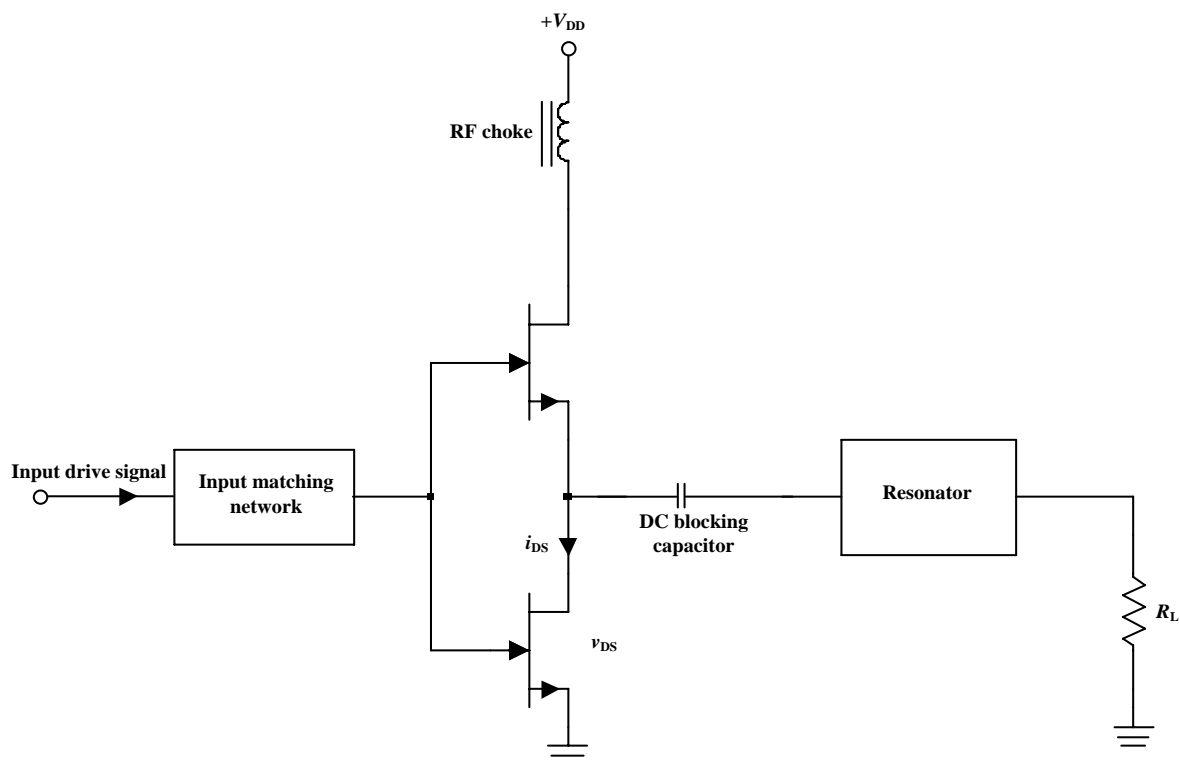 +VDD
RF choke
Input drive signal
Input matching
network
iDS
DC blocking
capacitor
Resonator
vDS
RL